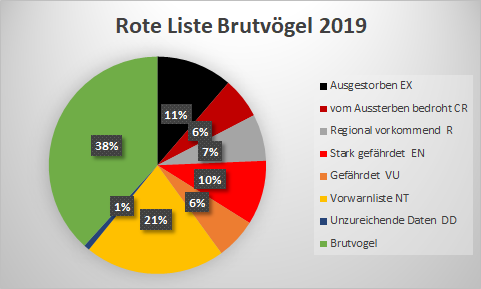 Rote Liste Brutvögel 2019
11%
6%
7%
10%
6%
21%
1%
38%
Ausgestorben EX
vom Aussterben bedroht CR
Regional vorkommend R
Stark gefährdet EN
Gefährdet VU
Vorwarnliste NT
Unzureichende Daten DD
Brutvogel